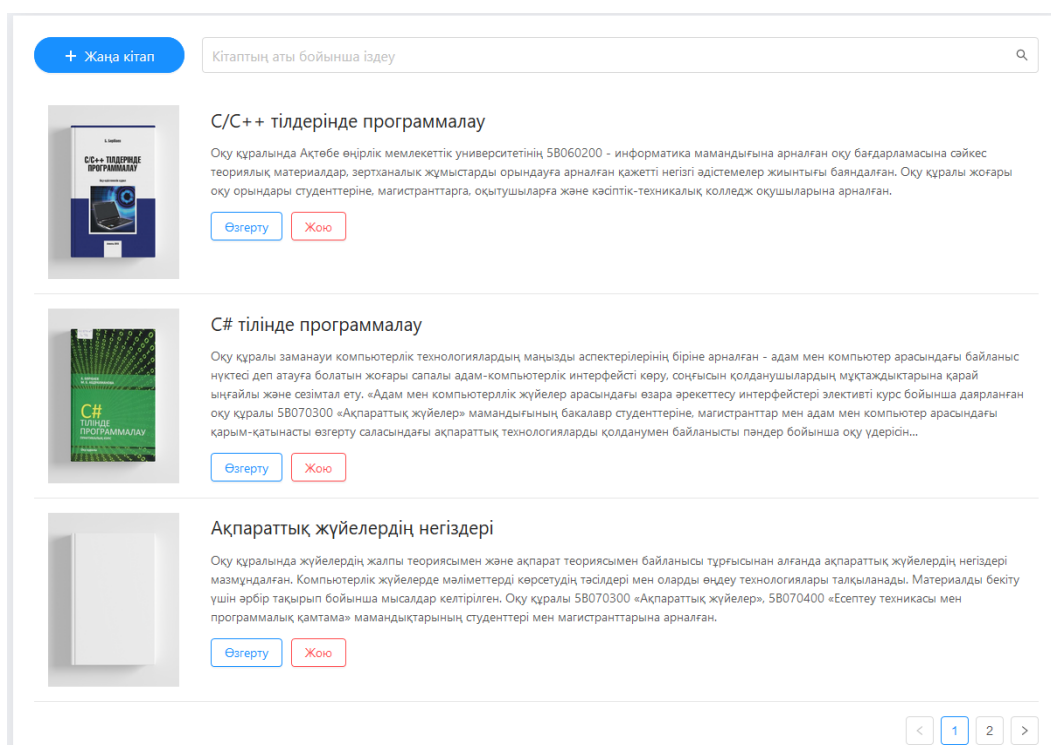 + Жаңа кітап
Кітаптың аты бойынша іздеу
C/C++ ТІЛДЕРІНДЕ
ПРОГРАММАЛАУ
C/C++ тілдерінде программалау
Оқу құралында Ақтөбе өңірлік мемлекеттік университетінің 5B060200 - информатика мамандығына арналған оқу бағдарламасына сәйкес
теориялық материалдар, зертханалық жұмыстарды орындауға арналған қажетті негізгі әдістемелер жиынтығы баяндалған. Оқу құралы жоғары
оқу орындары студенттеріне, магистранттарға, оқытушыларға және кәсіптік-техникалық колледж оқушыларына арналған.
Өзгерту
Жою
C#
ТІЛІНДЕ
ПРОГРАММАЛАУ
C# тілінде программалау
Оқу құралы заманауи компьютерлік технологиялардың маңызды аспектерілерінің біріне арналған - адам мен компьютер арасындағы байланыс
нүктесі деп атауға болатын жоғары сапалы адам-компьютерлік интерфейсті көру, соңғысын қолданушылардың мұқтаждықтарына қарай
ыңғайлы және сезімтал ету. «Адам мен компьютерллік жүйелер арасындағы өзара әрекеттесу интерфейстері элективті курс бойынша даярланған
оқу құралы 5B070300 «Ақпараттық жүйелер» мамандығының бакалавр студенттеріне, магистранттар мен адам мен компьютер арасындағы
қарым-қатынасты өзгерту саласындағы ақпараттық технологияларды қолданумен байланысты пәндер бойынша оқу үдерісін...
Өзгерту
Жою
Ақпараттық жүйелердің негіздері
Оқу құралында жүйелердің жалпы теориясымен және ақпарат теориясымен байланысы тұрғысынан алғанда ақпараттық жүйелердің негіздері
мазмұндалған. Компьютерлік жүйелерде мәліметтерді көрсетудің тәсілдері мен оларды өңдеу технологиялары талқыланады. Материалды бекіту
үшін әрбір тақырып бойынша мысалдар келтірілген. Оқу құралы 5B070300 «Ақпараттық жүйелер», 5B070400 «Есептеу техникасы мен
программалық қамтама» мамандықтарының студенттері мен магистранттарына арналған.
Өзгерту
Жою
< 1 2 >